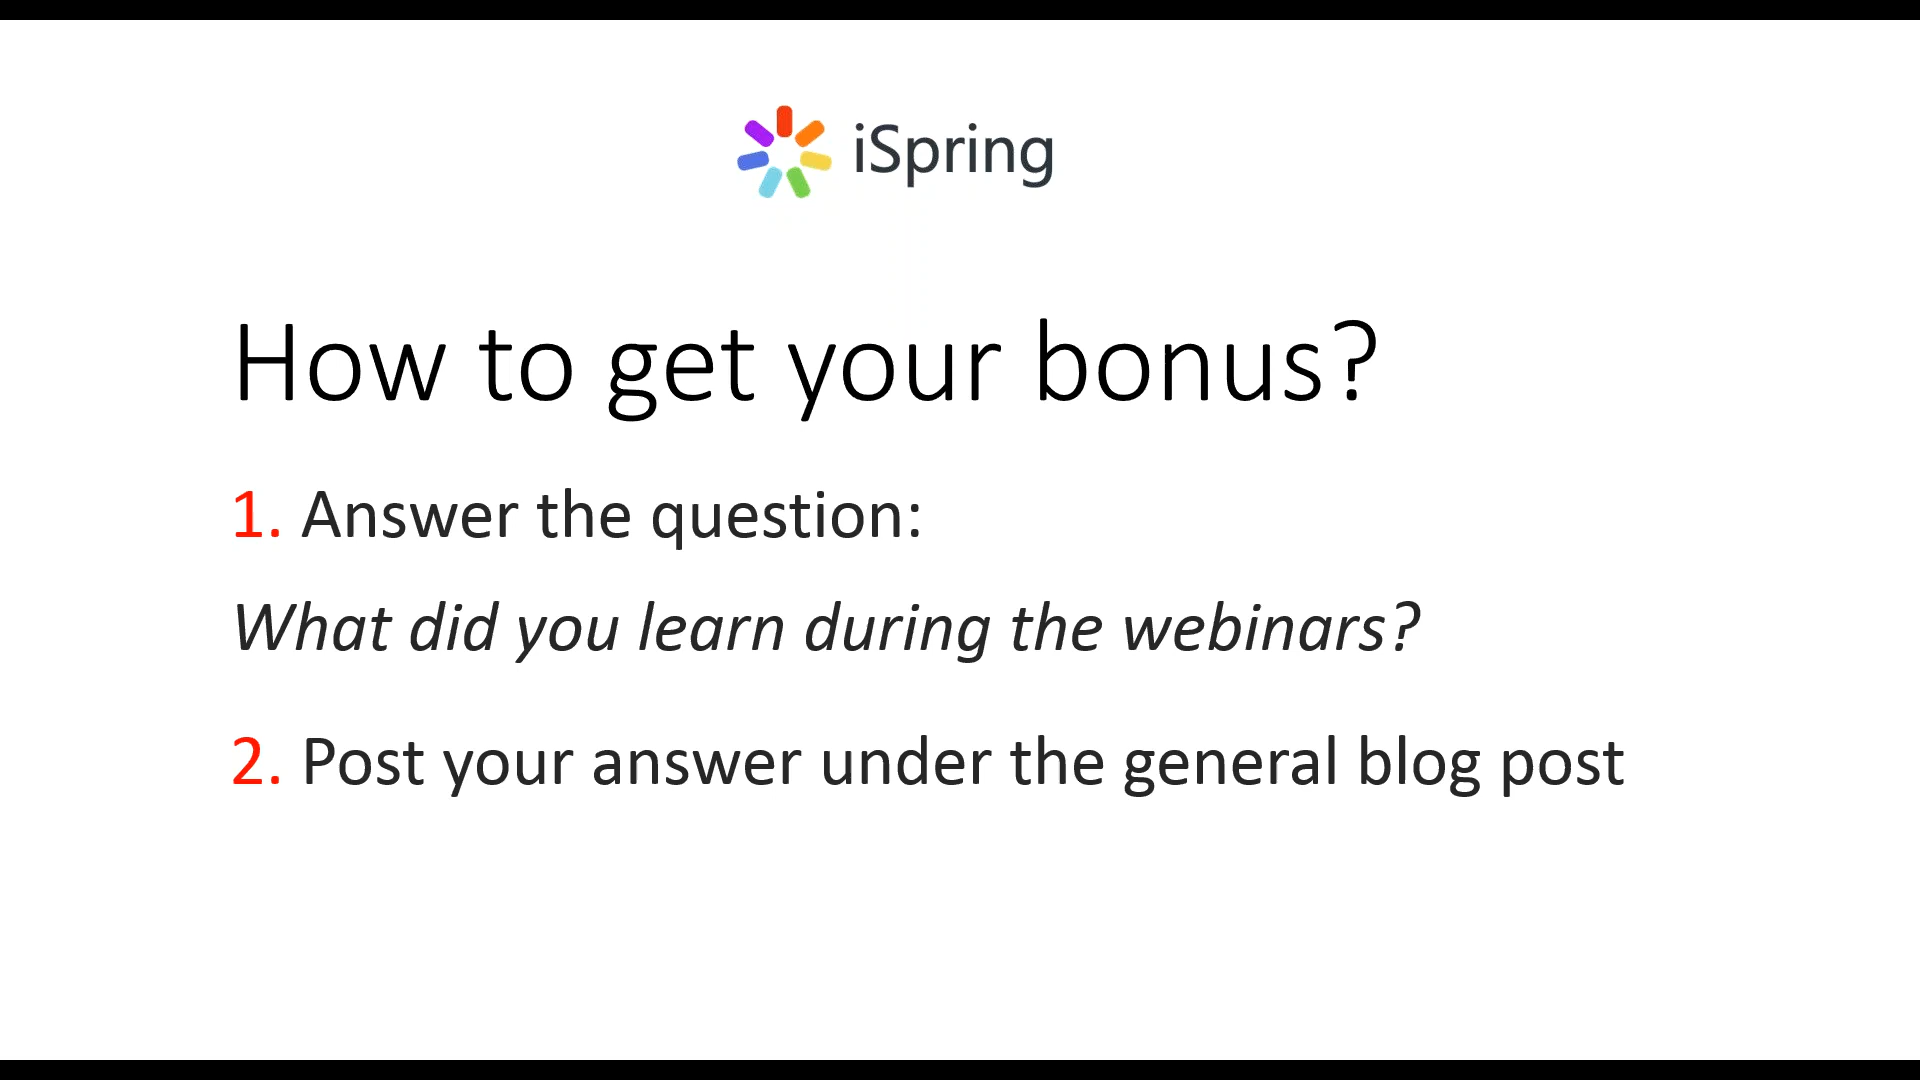 iSpring
How to get your bonus?
1. Answer the question:
What did you learn during the webinars?
2. Post your answer under the general blog post